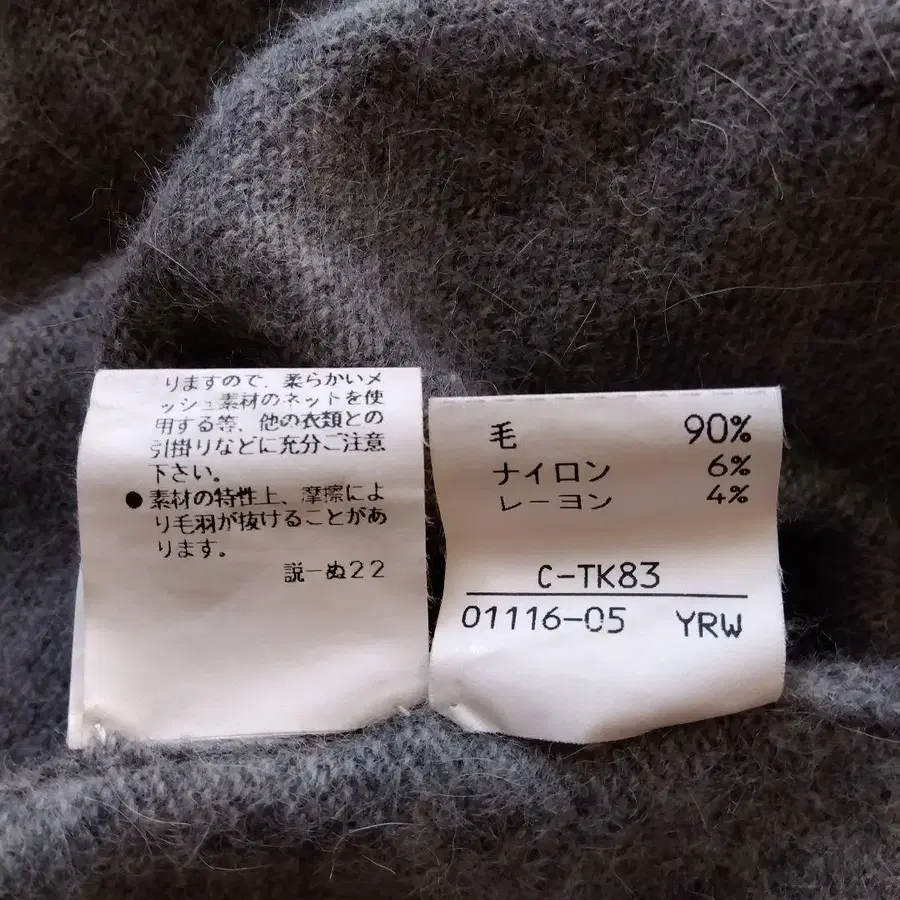 りますので、柔らかいメ
ッシュ素材のネットを使
用する等、他の衣類との
引掛りなどに充分ご注意
下さい。
●素材の特性上、摩擦によ
り毛羽が抜けることがあ
ります。
説ーぬ22
毛 90%
ナイロン 6%
レーヨン 4%
C-TK83
01116-05 YRW